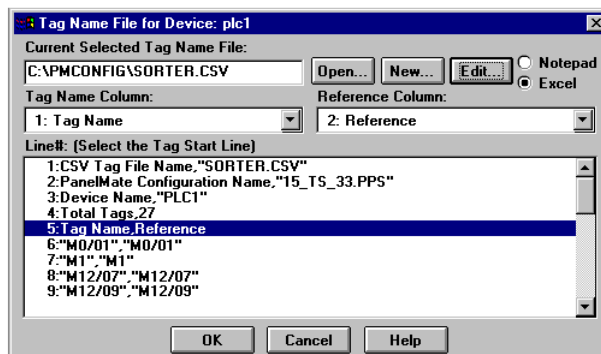 Tag Name File for Device: plc1
Current Selected Tag Name File:
C:\PMCONFIG\SORTER.CSV
Open...
New...
Edit...
Notepad
Excel
Tag Name Column:
Reference Column:
1: Tag Name
2: Reference
Line#: (Select the Tag Start Line)
1:CSV Tag File Name,"SORTER.CSV"
2:PanelMate Configuration Name,"15_TS_33.PPS"
3:Device Name,"PLC1"
4:Total Tags,27
5:Tag Name,Reference
6:"M0/01","M0/01"
7:"M1","M1"
8:"M12/07","M12/07"
9:"M12/09","M12/09"
OK
Cancel
Help